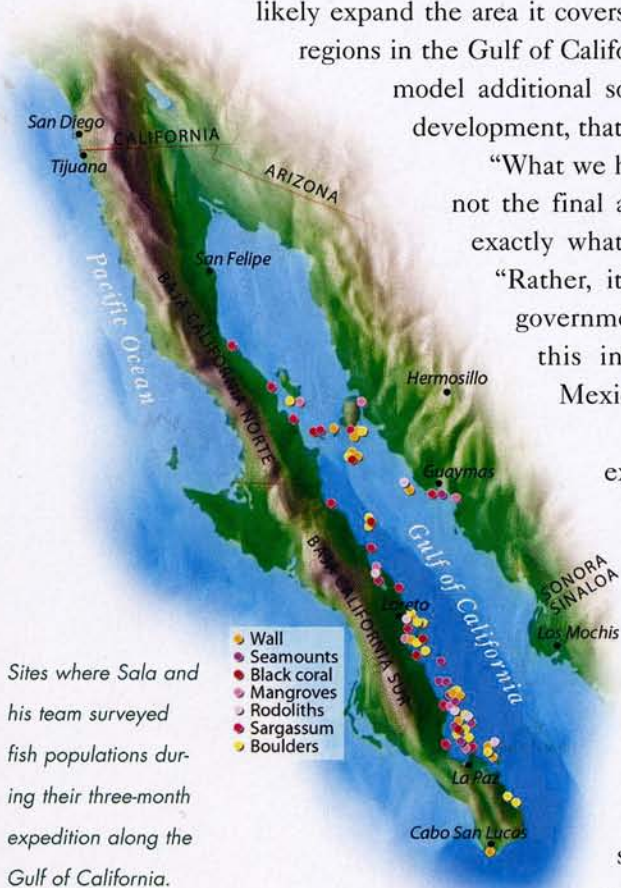 likely expand the area it covers
regions in the Gulf of Califo
model additional so
development, that
“What we h
not the final a
exactly what
“Rather, it
governme
this in
Mexi
ex
s
San Diego
CALIFORNIA
Tijuana
ARIZONA
San Felipe
Pacific Ocean
BAJA CALIFORNIA NORTE
Hermosillo
Guaymas
Gulf of California
BAJA CALIFORNIA SUR
Loreto
SONORA
SINALOA
Los Mochis
La Paz
Cabo San Lucas
Wall
Seamounts
Black coral
Mangroves
Rodoliths
Sargassum
Boulders
Sites where Sala and
his team surveyed
fish populations dur-
ing their three-month
expedition along the
Gulf of California.